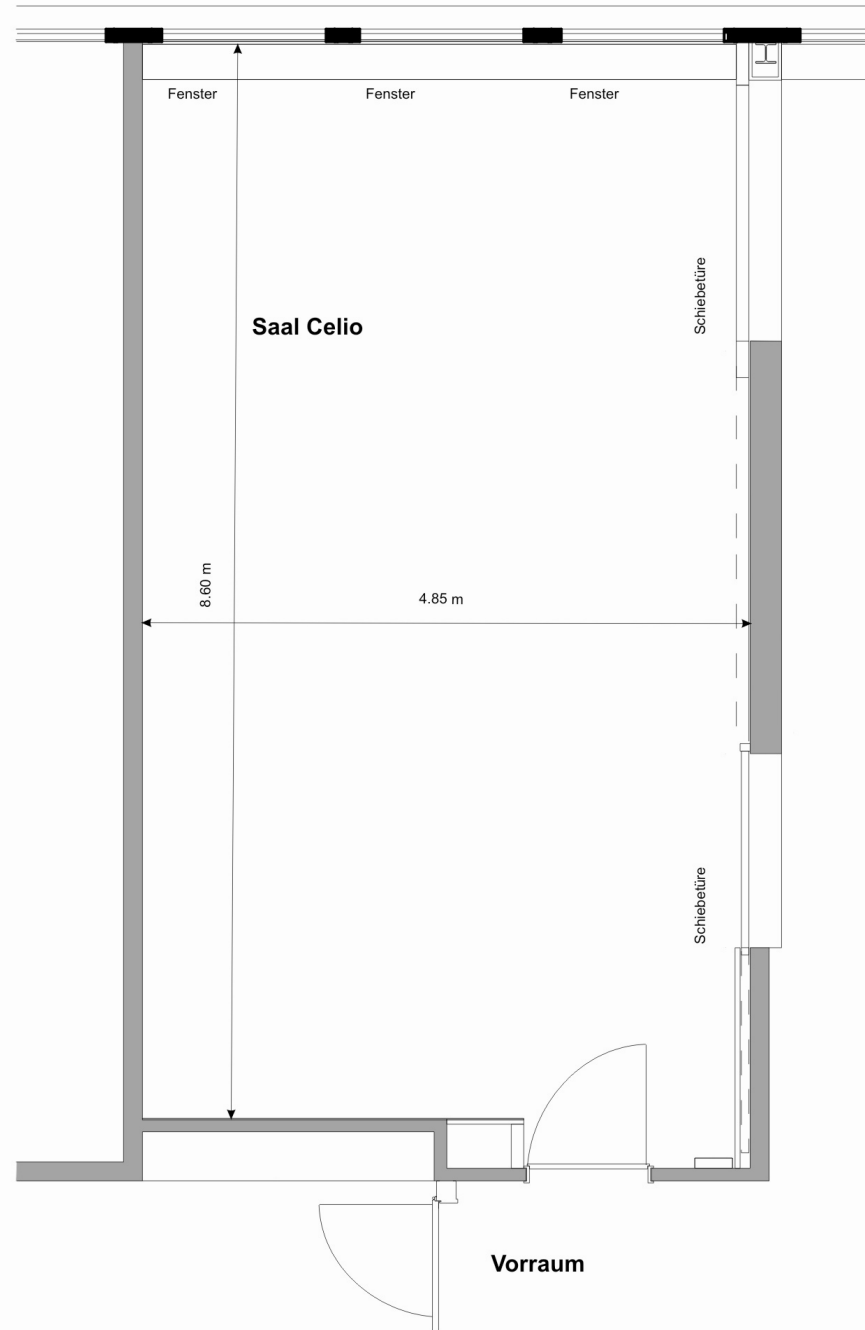 Fenster
Fenster
Fenster
Schiebetüre
Saal Celio
8.60 m
4.85 m
Schiebetüre
Vorraum